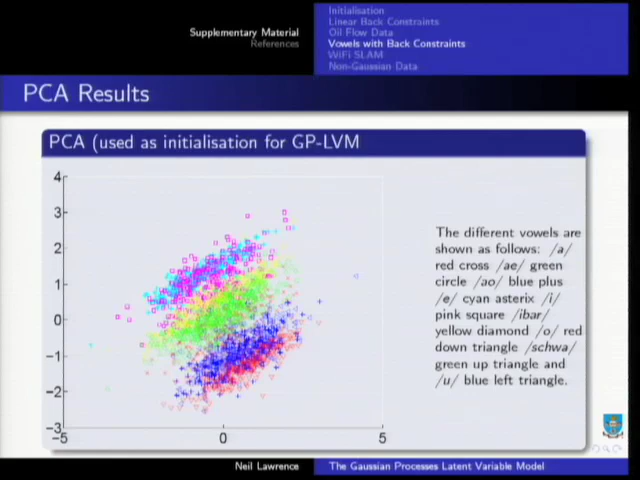 Supplementary Material
References
Initialisation
Linear Back Constraints
Oil Flow Data
Vowels with Back Constraints
WiFi SLAM
Non-Gaussian Data
PCA Results
PCA (used as initialisation for GP-LVM
4
3
2
1
0
−1
−2
−3
−5
0
5
The different vowels are
shown as follows: /a/
red cross /ae/ green
circle /ao/ blue plus
/e/ cyan asterix /i/
pink square /ibar/
yellow diamond /o/ red
down triangle /schwa/
green up triangle and
/u/ blue left triangle.
Neil Lawrence
The Gaussian Processes Latent Variable Model